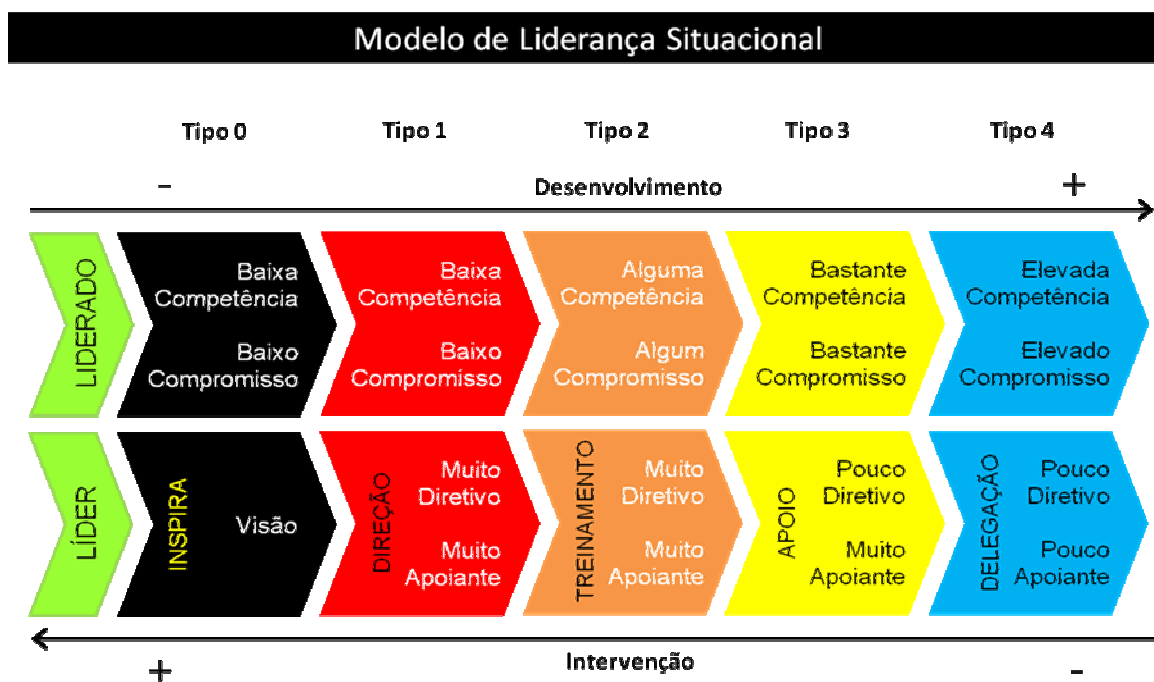 Modelo de Liderança Situacional
Tipo 0
Tipo 1
Tipo 2
Tipo 3
Tipo 4
-
Desenvolvimento
+
LIDERADO
Baixa
Competência
Baixo
Compromisso
Baixa
Competência
Baixo
Compromisso
Alguma
Competência
Algum
Compromisso
Bastante
Competência
Bastante
Compromisso
Elevada
Competência
Elevado
Compromisso
LÍDER
INSPIRA
Visão
DIREÇÃO
Muito
Diretivo
Muito
Apoiante
TREINAMENTO
Muito
Diretivo
Muito
Apoiante
APOIO
Pouco
Diretivo
Muito
Apoiante
DELEGAÇÃO
Pouco
Diretivo
Pouco
Apoiante
+
Intervenção
-